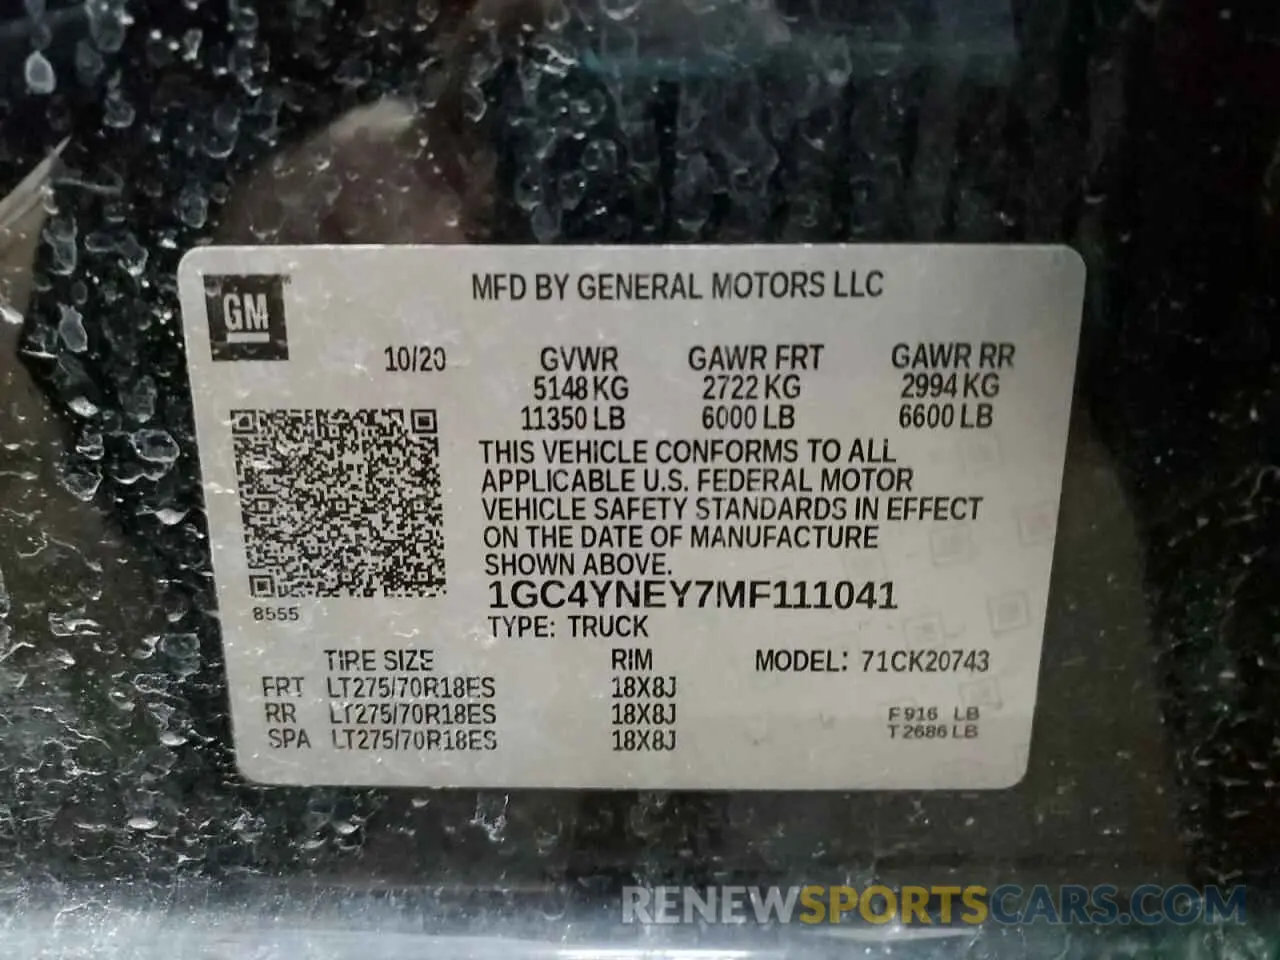 GM
MFD BY GENERAL MOTORS LLC
10/20 GVWR GAWR FRT GAWR RR
5148 KG 2722 KG 2994 KG
11350 LB 6000 LB 6600 LB
THIS VEHICLE CONFORMS TO ALL
APPLICABLE U.S. FEDERAL MOTOR
VEHICLE SAFETY STANDARDS IN EFFECT
ON THE DATE OF MANUFACTURE
SHOWN ABOVE.
1GC4YNEY7MF111041
8555
TYPE: TRUCK
TIRE SIZE RIM MODEL: 71CK20743
FRT LT275/70R18ES 18X8J
RR LT275/70R18ES 18X8J F 916 LB
SPA LT275/70R18ES 18X8J T 2686 LB
RENEWSPORTSCARS.COM